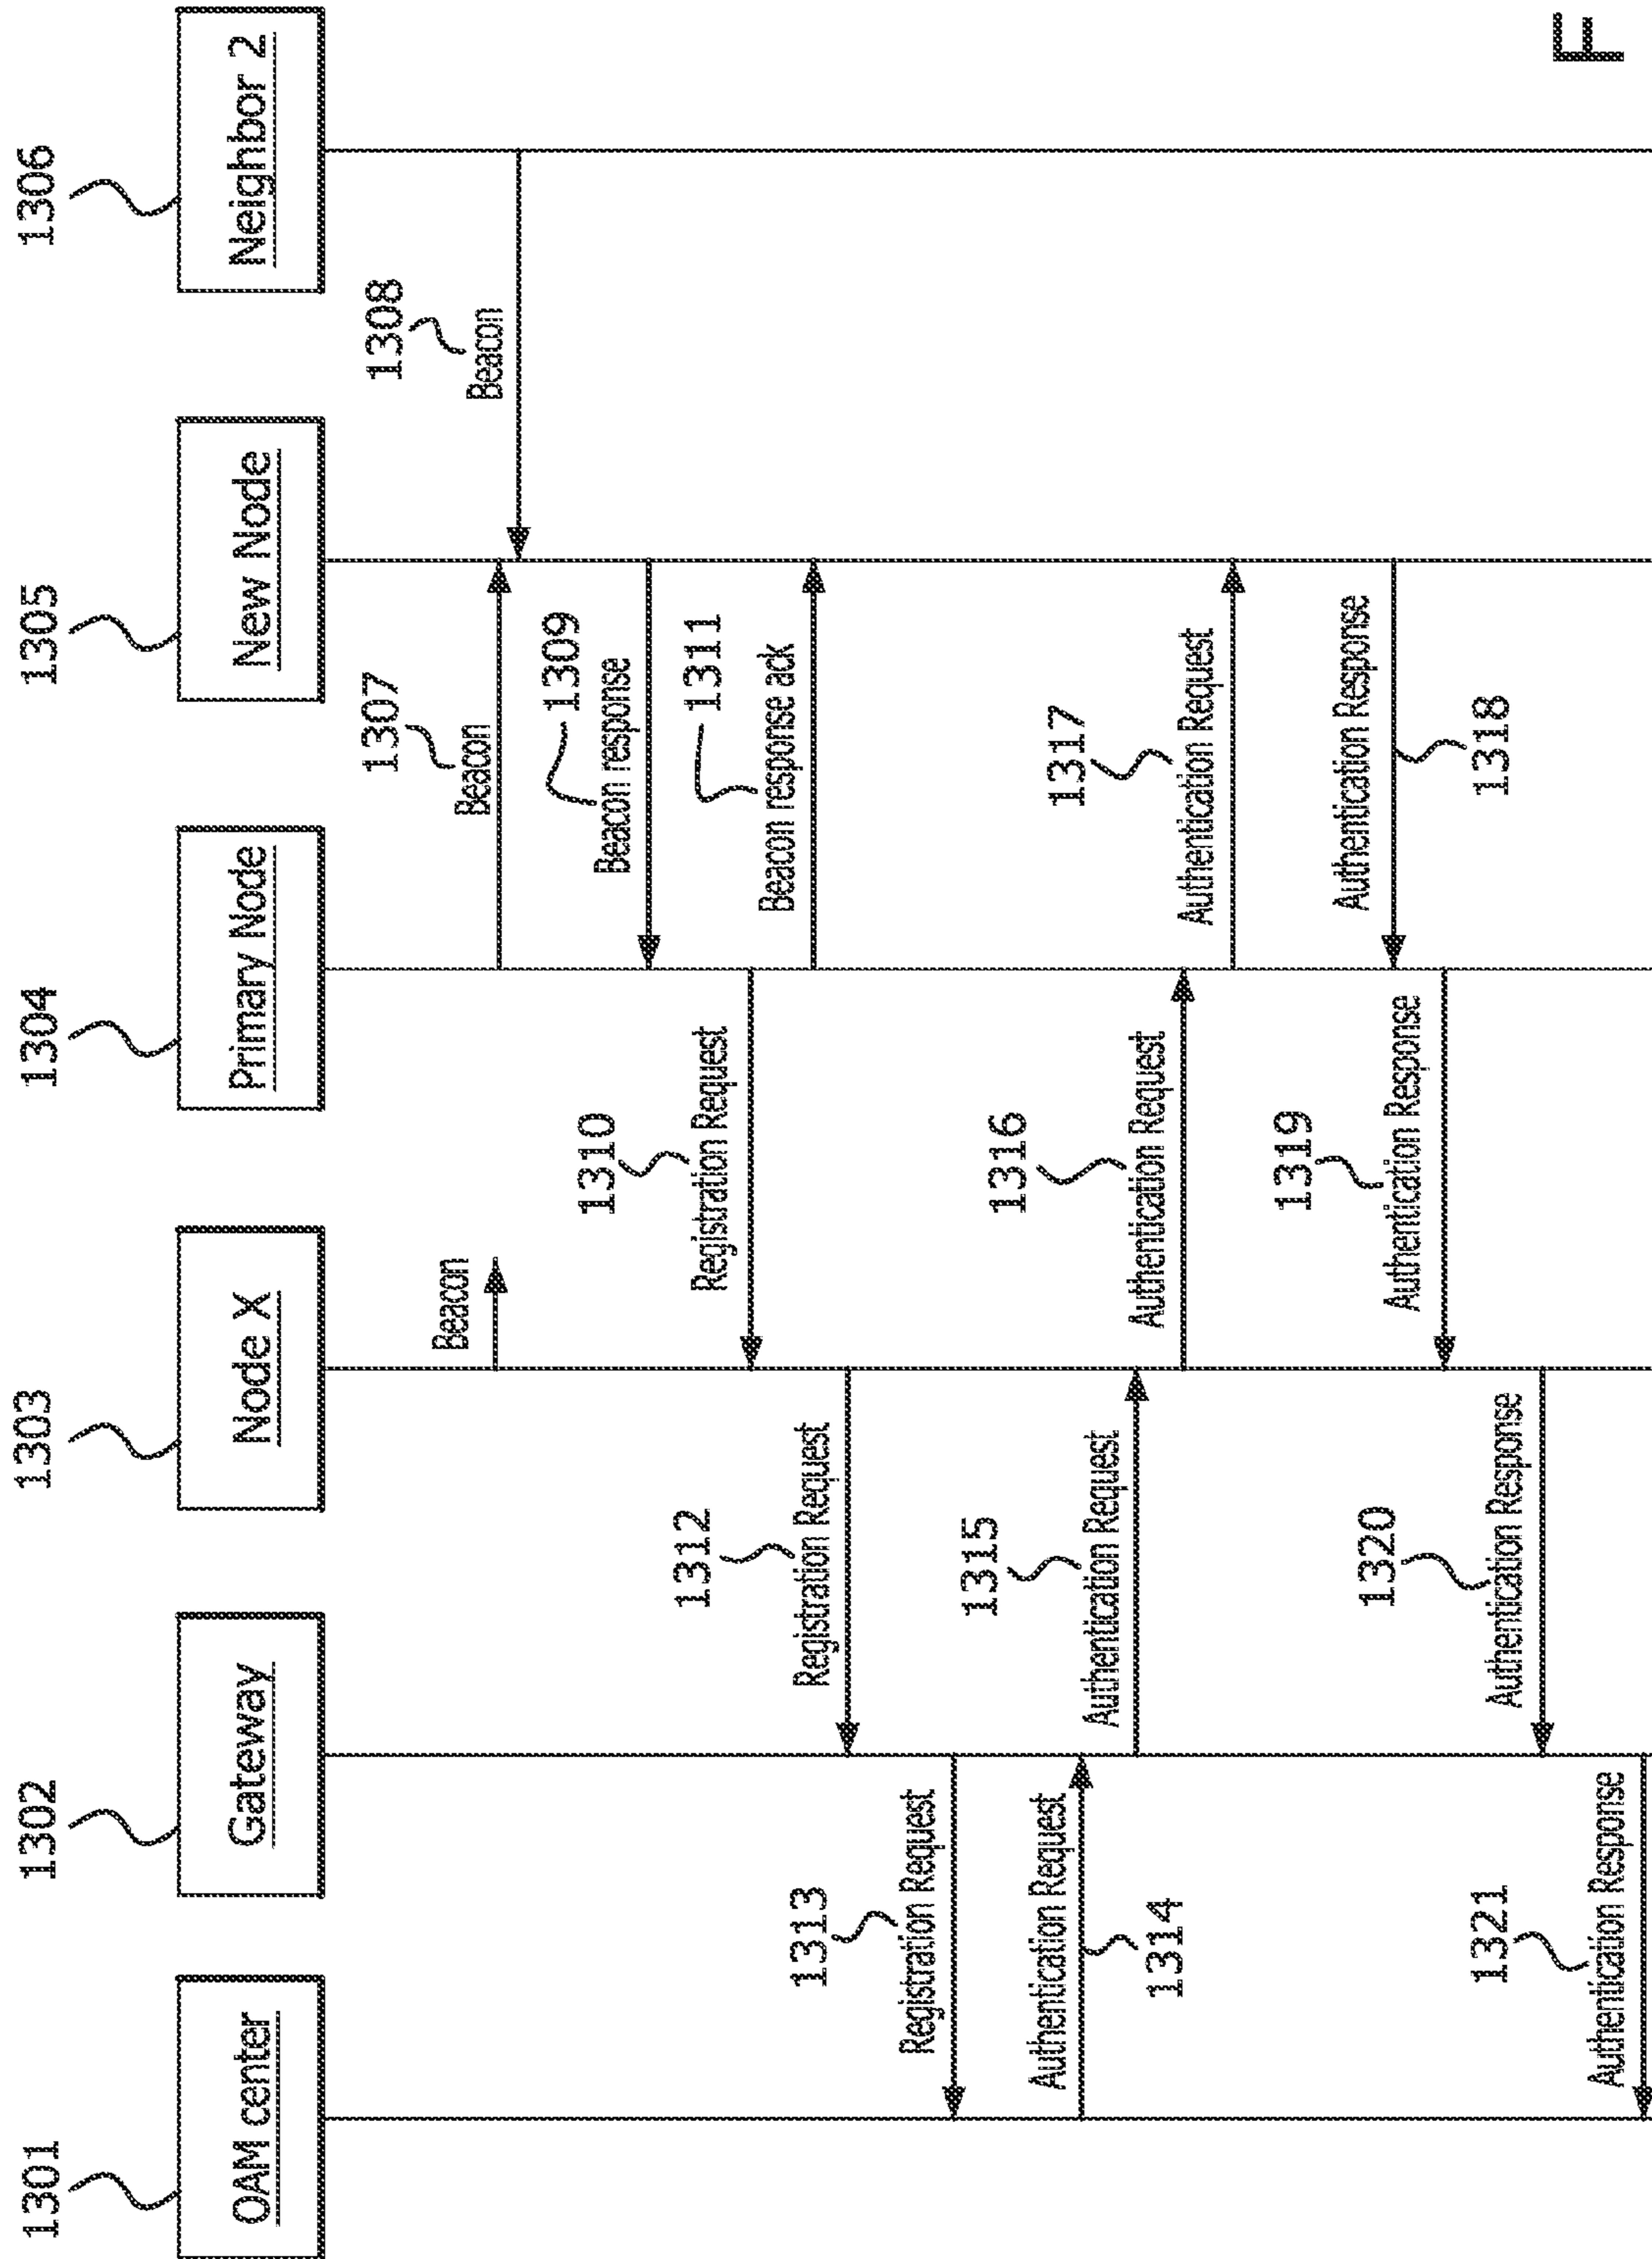 1301
1302
1303
1304
1305
1306
OAM center
Gateway
Node X
Primary Node
New Node
Neighbor 2
1307
1308
Beacon
Beacon
Beacon
1309
Beacon response
1310
Registration Request
1311
Beacon response ack
1312
Registration Request
1313
Registration Request
Authentication Request
1314
1315
Authentication Request
1316
Authentication Request
1317
Authentication Request
Authentication Response
1318
1319
Authentication Response
1320
Authentication Response
1321
Authentication Response
F